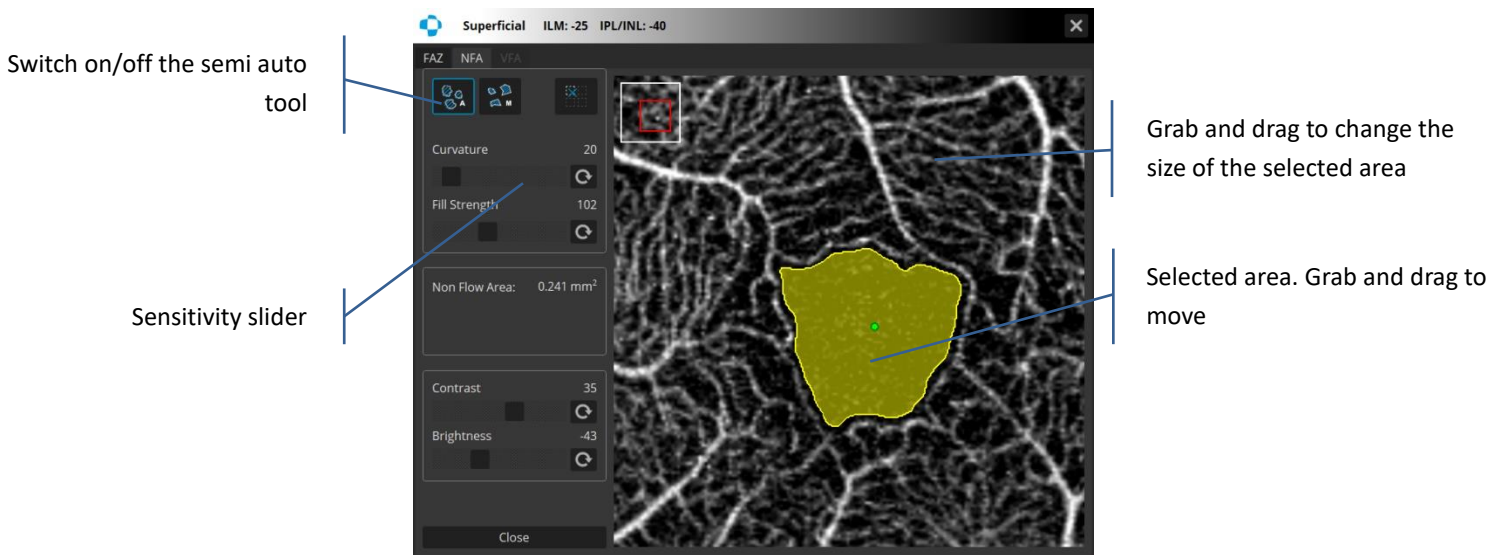 Superficial ILM: -25 IPL/INL: -40
FAZ NFA VFA
Switch on/off the semi auto
tool
A M
Curvature 20
Fill Strength 102
Sensitivity slider
Non Flow Area: 0.241 mm²
Contrast 35
Brightness -43
Close
Grab and drag to change the
size of the selected area
Selected area. Grab and drag to
move